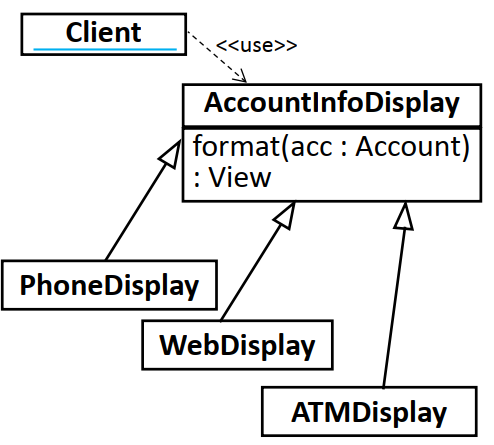 Client
<<use>>
AccountInfoDisplay
format(acc : Account)
: View
PhoneDisplay
WebDisplay
ATMDisplay